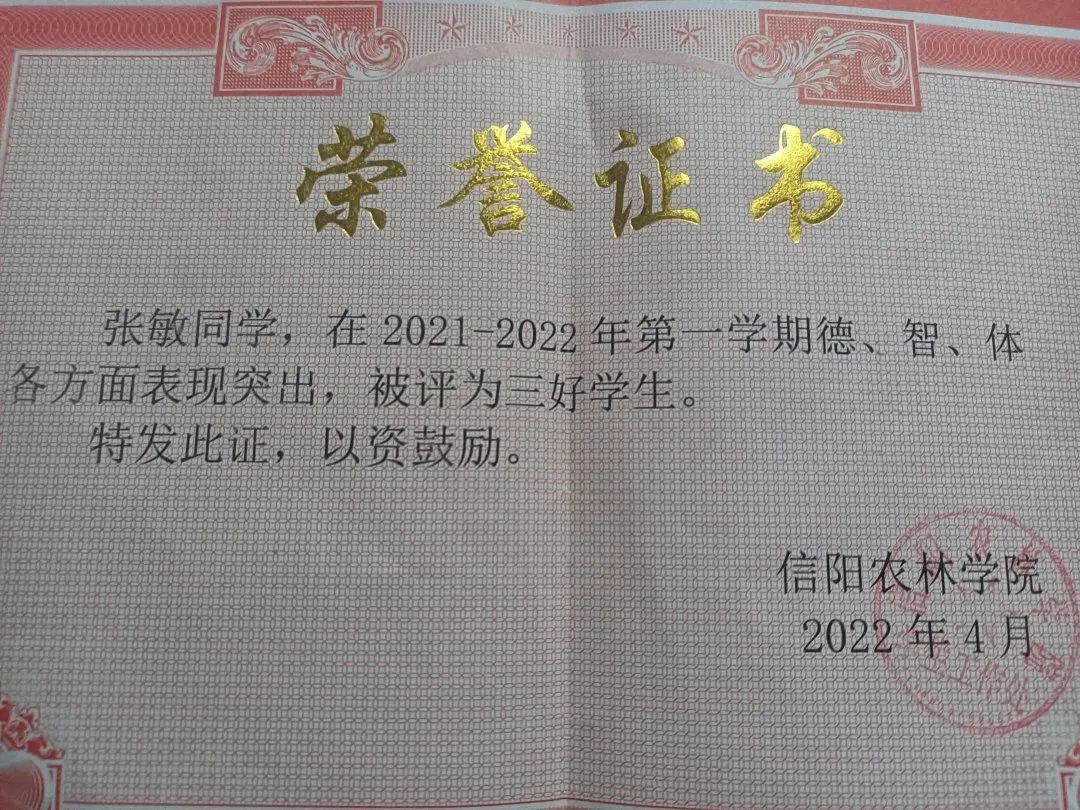 荣誉证书
张敏同学，在2021-2022年第一学期德、智、体
各方面表现突出，被评为三好学生。
特发此证，以资鼓励。
信阳农林学院
2022年4月